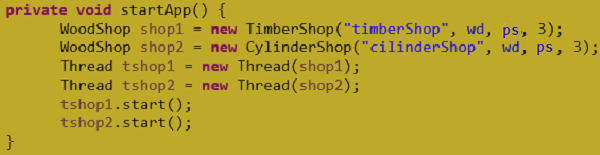 private void startApp() {
WoodShop shop1 = new TimberShop("timberShop", wd, ps, 3);
WoodShop shop2 = new CylinderShop("cilinderShop", wd, ps, 3);
Thread tshop1 = new Thread(shop1);
Thread tshop2 = new Thread(shop2);
tshop1.start();
tshop2.start();
}